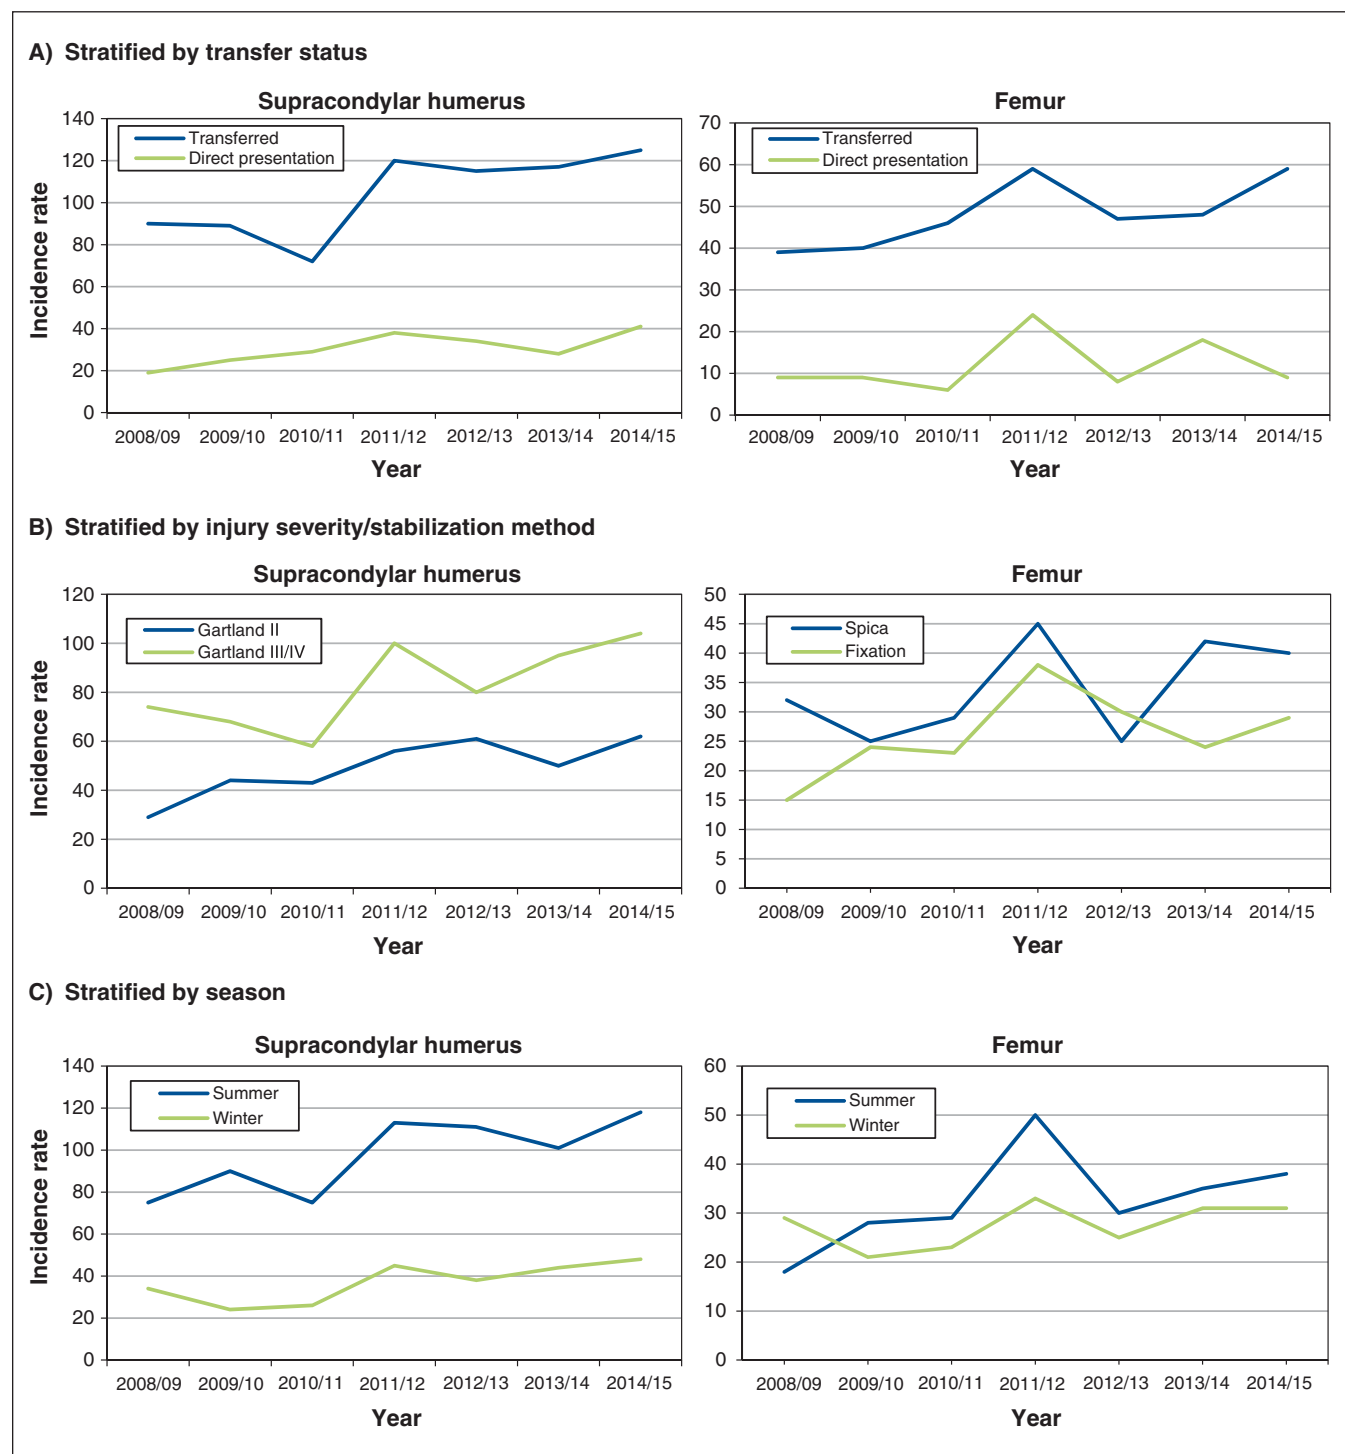 A) Stratified by transfer status
Supracondylar humerus
140
120
100
80
60
40
20
0
Incidence rate
Transferred
Direct presentation
2008/09 2009/10 2010/11 2011/12 2012/13 2013/14 2014/15
Year
Femur
70
60
50
40
30
20
10
0
Transferred
Direct presentation
2008/09 2009/10 2010/11 2011/12 2012/13 2013/14 2014/15
Year
B) Stratified by injury severity/stabilization method
Supracondylar humerus
120
100
80
60
40
20
0
Incidence rate
Gartland II
Gartland III/IV
2008/09 2009/10 2010/11 2011/12 2012/13 2013/14 2014/15
Year
Femur
50
45
40
35
30
25
20
15
10
5
0
Spica
Fixation
2008/09 2009/10 2010/11 2011/12 2012/13 2013/14 2014/15
Year
C) Stratified by season
Supracondylar humerus
140
120
100
80
60
40
20
0
Incidence rate
Summer
Winter
2008/09 2009/10 2010/11 2011/12 2012/13 2013/14 2014/15
Year
Femur
60
50
40
30
20
10
0
Summer
Winter
2008/09 2009/10 2010/11 2011/12 2012/13 2013/14 2014/15
Year